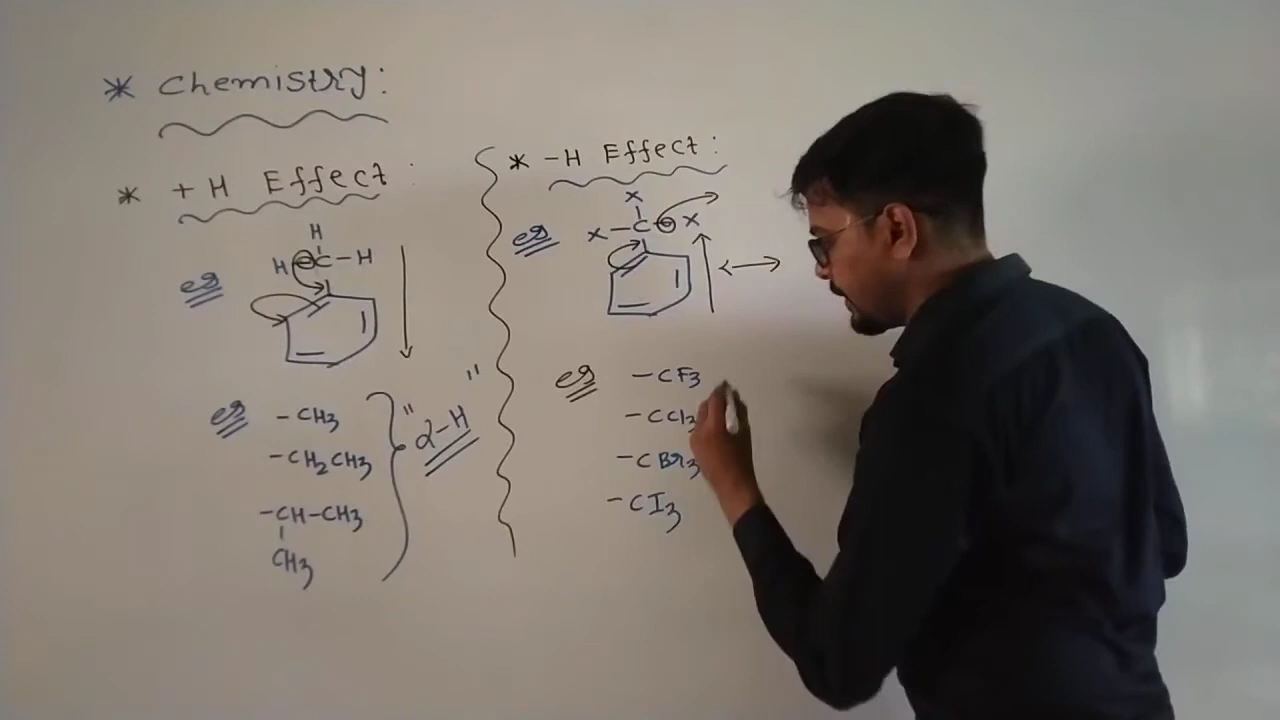 * Chemistry:
* + H Effect:
eg
H
H C-H
eg -CH3
-CH2CH3
-CH-CH3
CH3
"α-H"
* -H Effect:
eg
X
X-C X
eg -CF3
-CCl3
-CBr3
-CI3